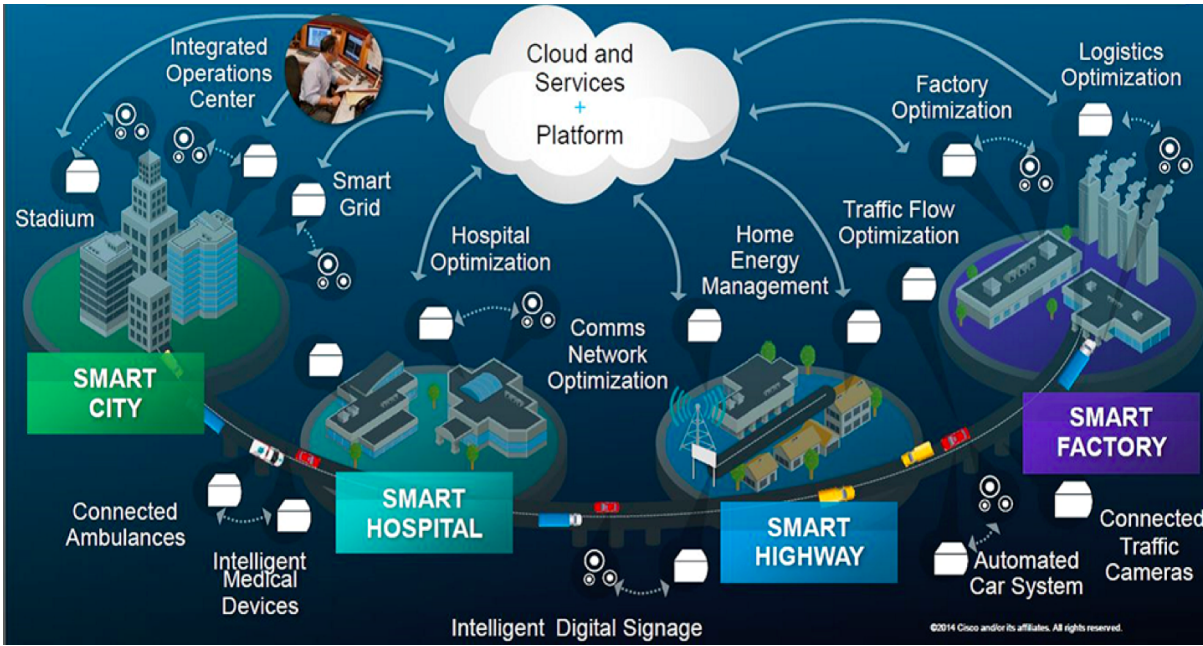 Integrated
Operations
Center
Cloud and
Services
+
Platform
Logistics
Optimization
Factory
Optimization
Stadium
Smart
Grid
Hospital
Optimization
Home
Energy
Management
Traffic Flow
Optimization
Comms
Network
Optimization
SMART
CITY
SMART
HOSPITAL
SMART
HIGHWAY
SMART
FACTORY
Connected
Ambulances
Intelligent
Medical
Devices
Intelligent Digital Signage
Automated
Car System
Connected
Traffic
Cameras
©2014 Cisco and/or its affiliates. All rights reserved.